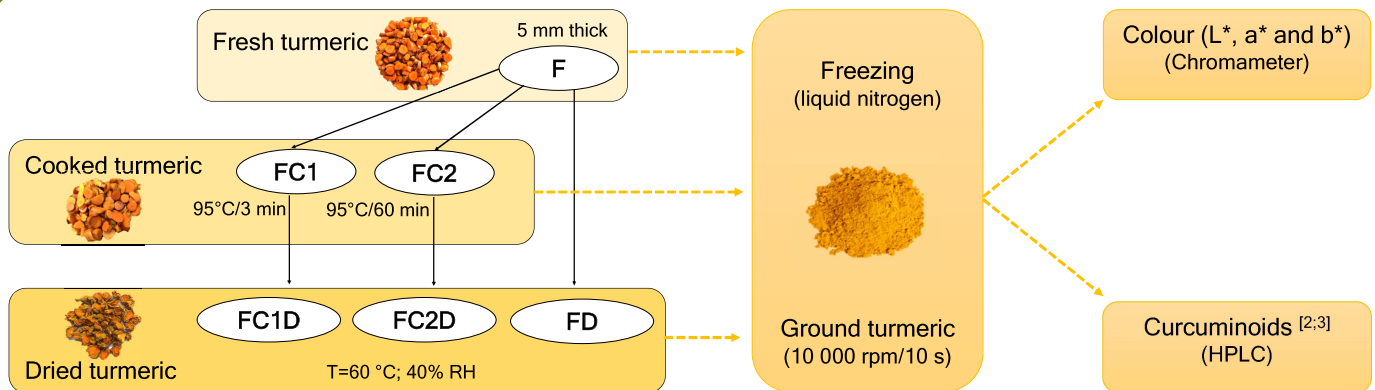 Fresh turmeric
5 mm thick
F
Cooked turmeric
FC1
FC2
95°C/3 min
95°C/60 min
FC1D
FC2D
FD
Dried turmeric
T=60 °C; 40% RH
Freezing
(liquid nitrogen)
Ground turmeric
(10 000 rpm/10 s)
Colour (L*, a* and b*)
(Chromameter)
Curcuminoids [2;3]
(HPLC)